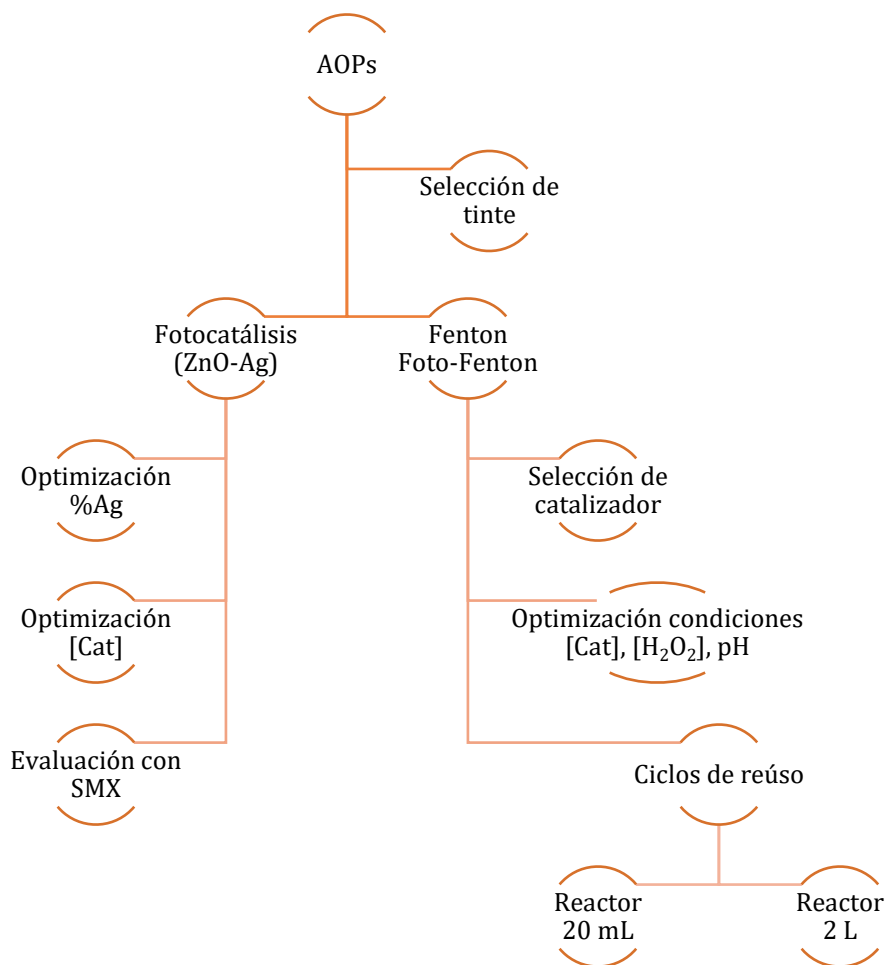 AOPs
Selección de
tinte
Fotocatálisis
(ZnO-Ag)
Fenton
Foto-Fenton
Optimización
%Ag
Selección de
catalizador
Optimización
[Cat]
Optimización condiciones
[Cat], [H₂O₂], pH
Evaluación con
SMX
Ciclos de reúso
Reactor
20 mL
Reactor
2 L